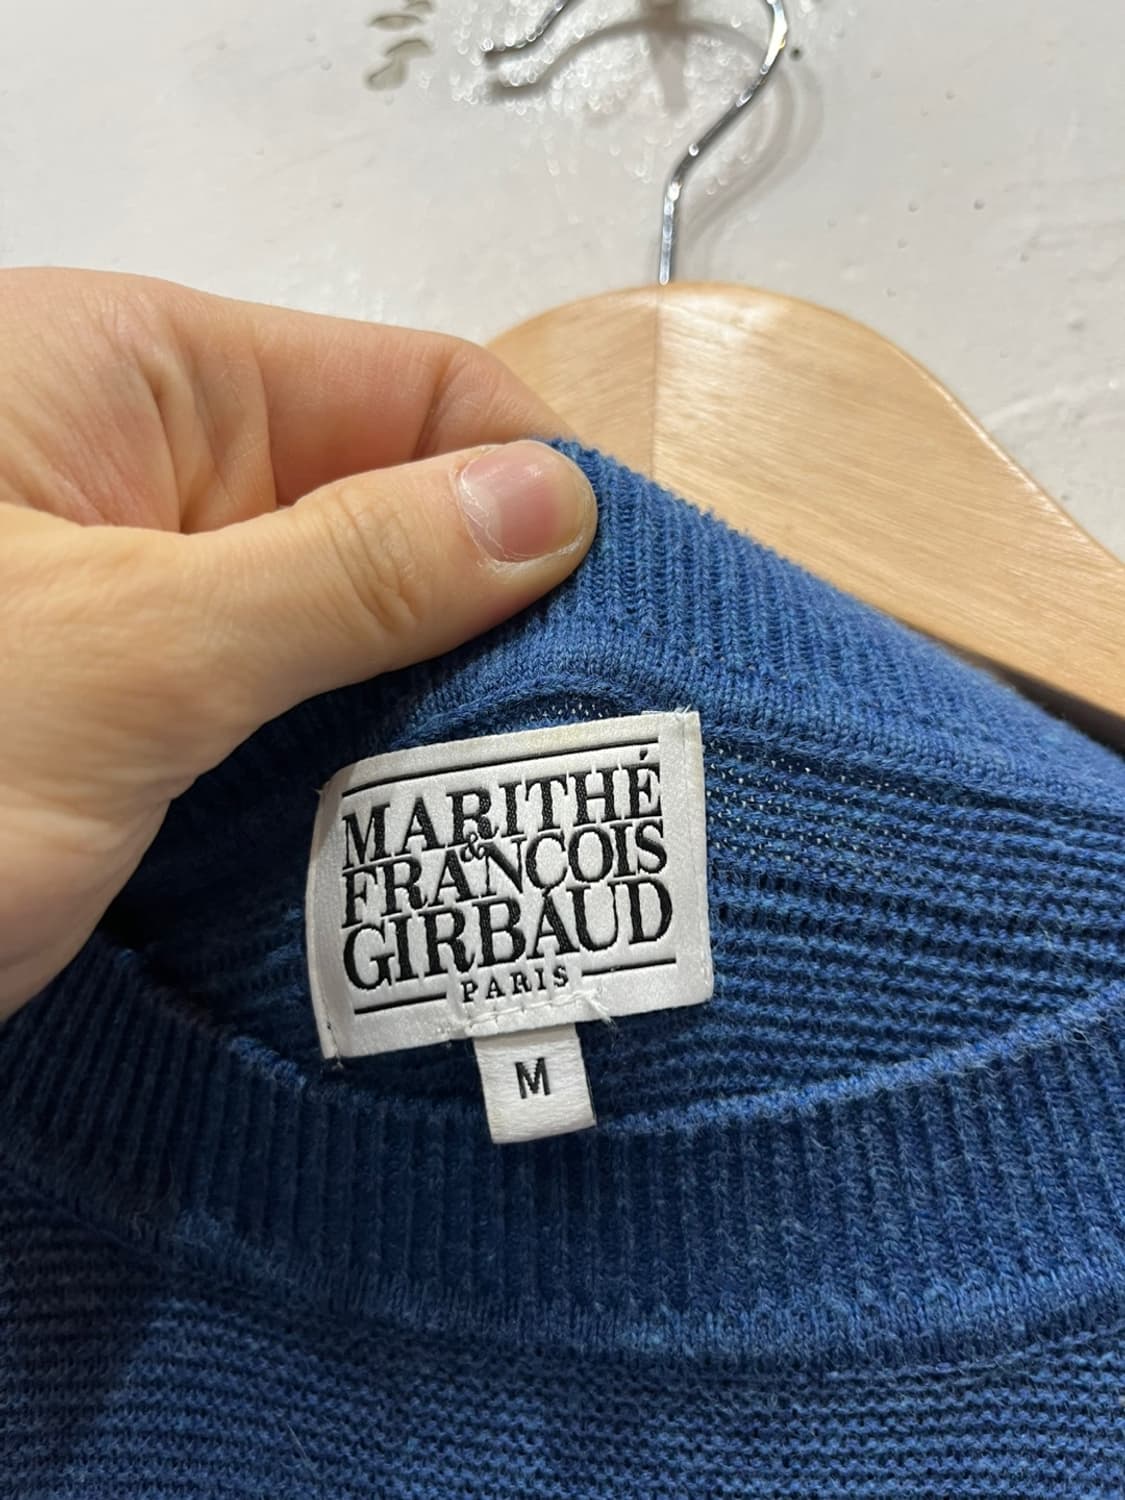 MARITHÉ
&
FRANÇOIS
GIRBAUD
PARIS
M